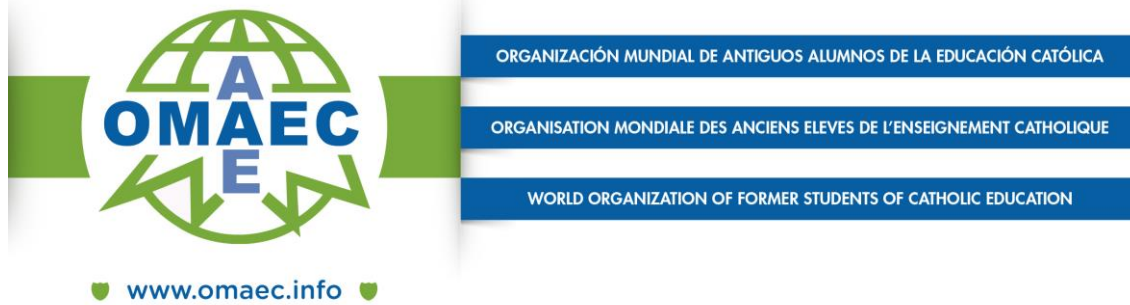 A
OMAEC
E
www.omaec.info
ORGANIZACIÓN MUNDIAL DE ANTIGUOS ALUMNOS DE LA EDUCACIÓN CATÓLICA
ORGANISATION MONDIALE DES ANCIENS ELEVES DE L'ENSEIGNEMENT CATHOLIQUE
WORLD ORGANIZATION OF FORMER STUDENTS OF CATHOLIC EDUCATION